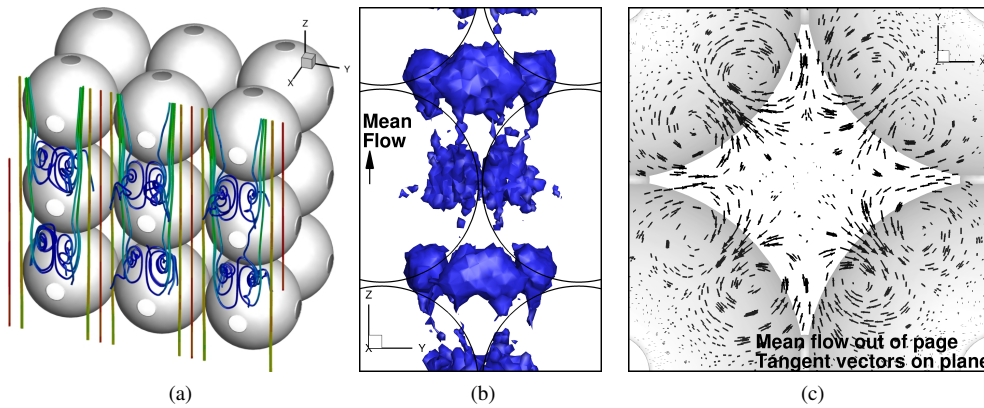 Z
X
Y
(a)
Mean
Flow
Z
X
Y
(b)
Y
X
Z
Mean flow out of page
Tangent vectors on plane
(c)